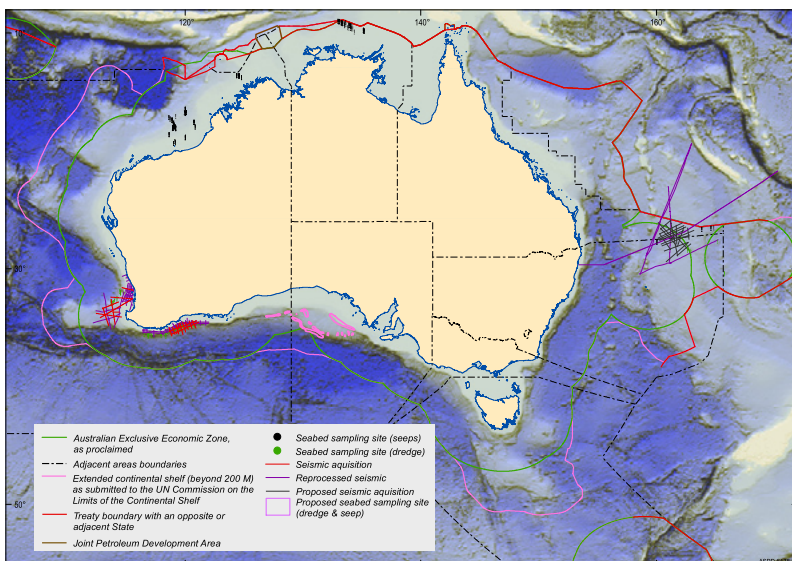 120°
140°
160°
10°
30°
50°
Australian Exclusive Economic Zone,
as proclaimed
Adjacent areas boundaries
Extended continental shelf (beyond 200 M)
as submitted to the UN Commission on the
Limits of the Continental Shelf
Treaty boundary with an opposite or
adjacent State
Joint Petroleum Development Area
Seabed sampling site (seeps)
Seabed sampling site (dredge)
Seismic aquisition
Reprocessed seismic
Proposed seismic aquisition
Proposed seabed sampling site
(dredge & seep)